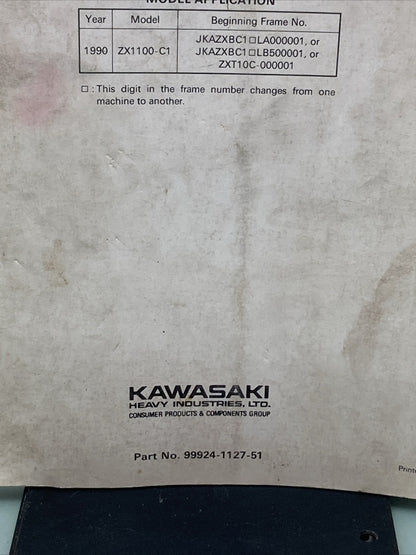 MODEL APPLICATION
Year Model Beginning Frame No.
1990 ZX1100-C1 JKAZXBC1□LA000001, or
JKAZXBC1□LB500001, or
ZXT10C-000001
□ : This digit in the frame number changes from one
machine to another.
KAWASAKI
HEAVY INDUSTRIES, LTD.
CONSUMER PRODUCTS & COMPONENTS GROUP
Part No. 99924-1127-51